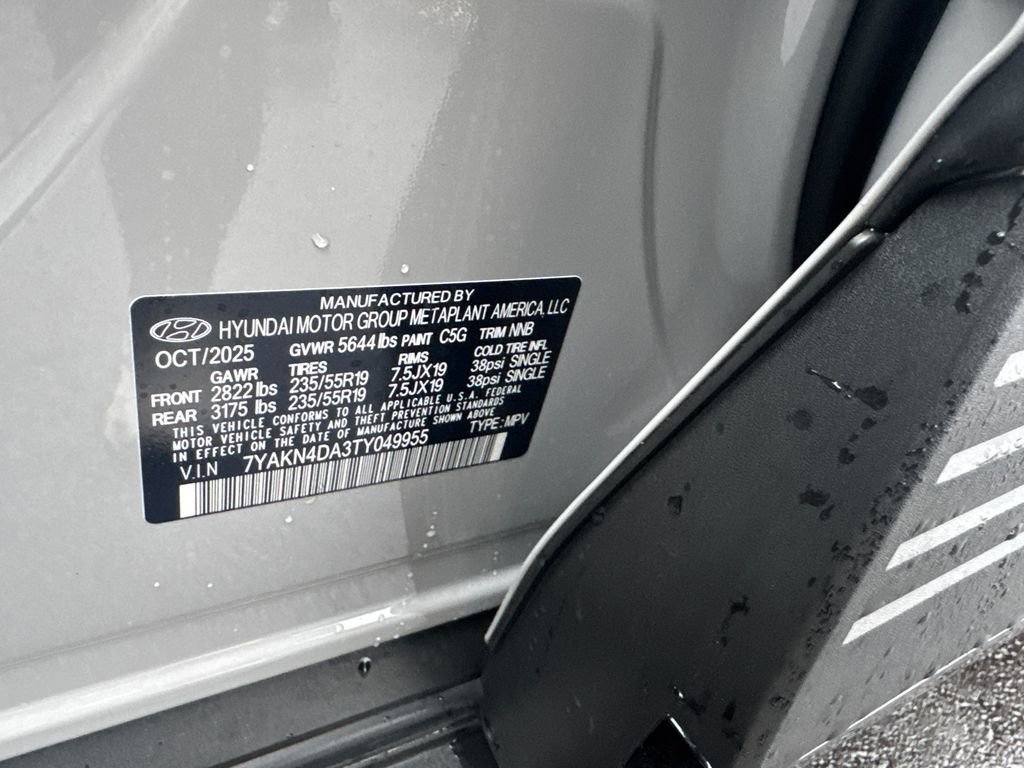 MANUFACTURED BY
HYUNDAI MOTOR GROUP METAPLANT AMERICA, LLC
OCT/2025 GVWR 5644 lbs PAINT C5G TRIM NNB
GAWR TIRES RIMS COLD TIRE INFL
FRONT 2822 lbs 235/55R19 7.5JX19 38psi SINGLE
REAR 3175 lbs 235/55R19 7.5JX19 38psi SINGLE
THIS VEHICLE CONFORMS TO ALL APPLICABLE U.S.A. FEDERAL
MOTOR VEHICLE SAFETY AND THEFT PREVENTION STANDARDS
IN EFFECT ON THE DATE OF MANUFACTURE SHOWN ABOVE
V.I.N 7YAKN4DA3TY049955 TYPE:MPV